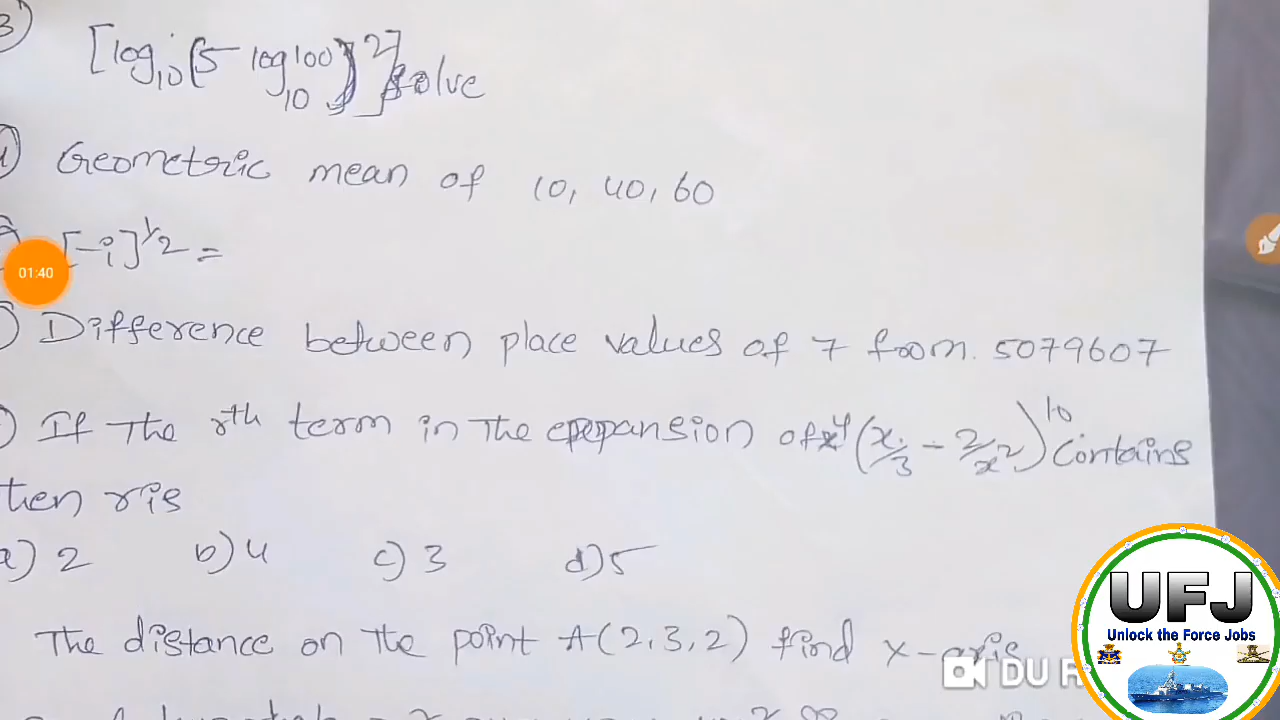 3)
[log₁₀(5 log₁₀100)²] solve
4) Geometric mean of 10, 40, 60
[-i]^1/2 =
01:40
Difference between place values of 7 from. 5079607
If The rth term in The expansion of x⁴ (x/3 - 2/x²)¹⁰ Contains
then r is
a) 2 b) 4 c) 3 d) 5
The distance on the point A(2,3,2) find x-axis
UFJ
Unlock the Force Jobs
DU R